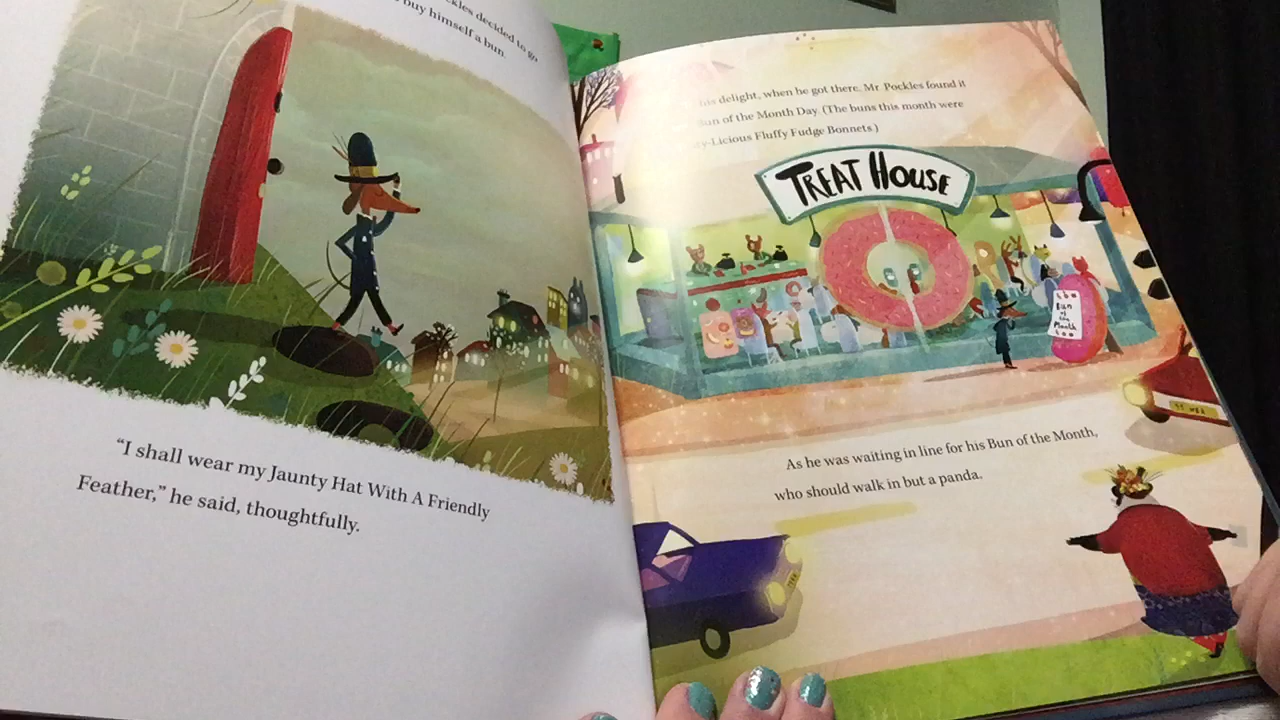 ckles decided to go
buy himself a bun.
"I shall wear my Jaunty Hat With A Friendly
Feather," he said, thoughtfully.
his delight, when he got there. Mr Pockles found it
Bun of the Month Day. (The buns this month were
ty-Licious Fluffy Fudge Bonnets.)
TREAT HOUSE
Bun
of the
Month
As he was waiting in line for his Bun of the Month,
who should walk in but a panda.